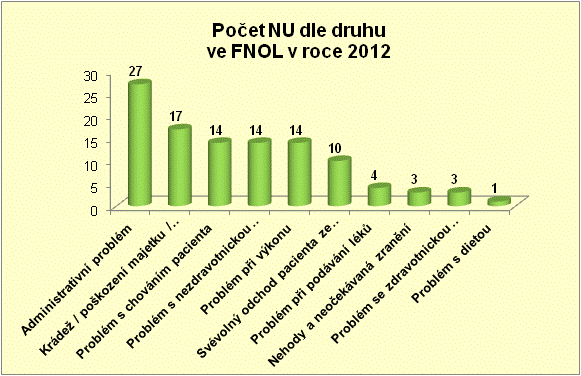 Počet NU dle druhu
ve FNOL v roce 2012
30
25
20
15
10
5
0
27
17
14
14
14
10
4
3
3
1
Administrativní problém
Krádež / poškození majetku /..
Problém s chováním pacienta
Problém s nezdravotnickou..
Problém při výkonu
Svévolný odchod pacienta ze..
Problém při podávání léků
Nehody a neočekávaná zranění
Problém se zdravotnickou..
Problém s dietou